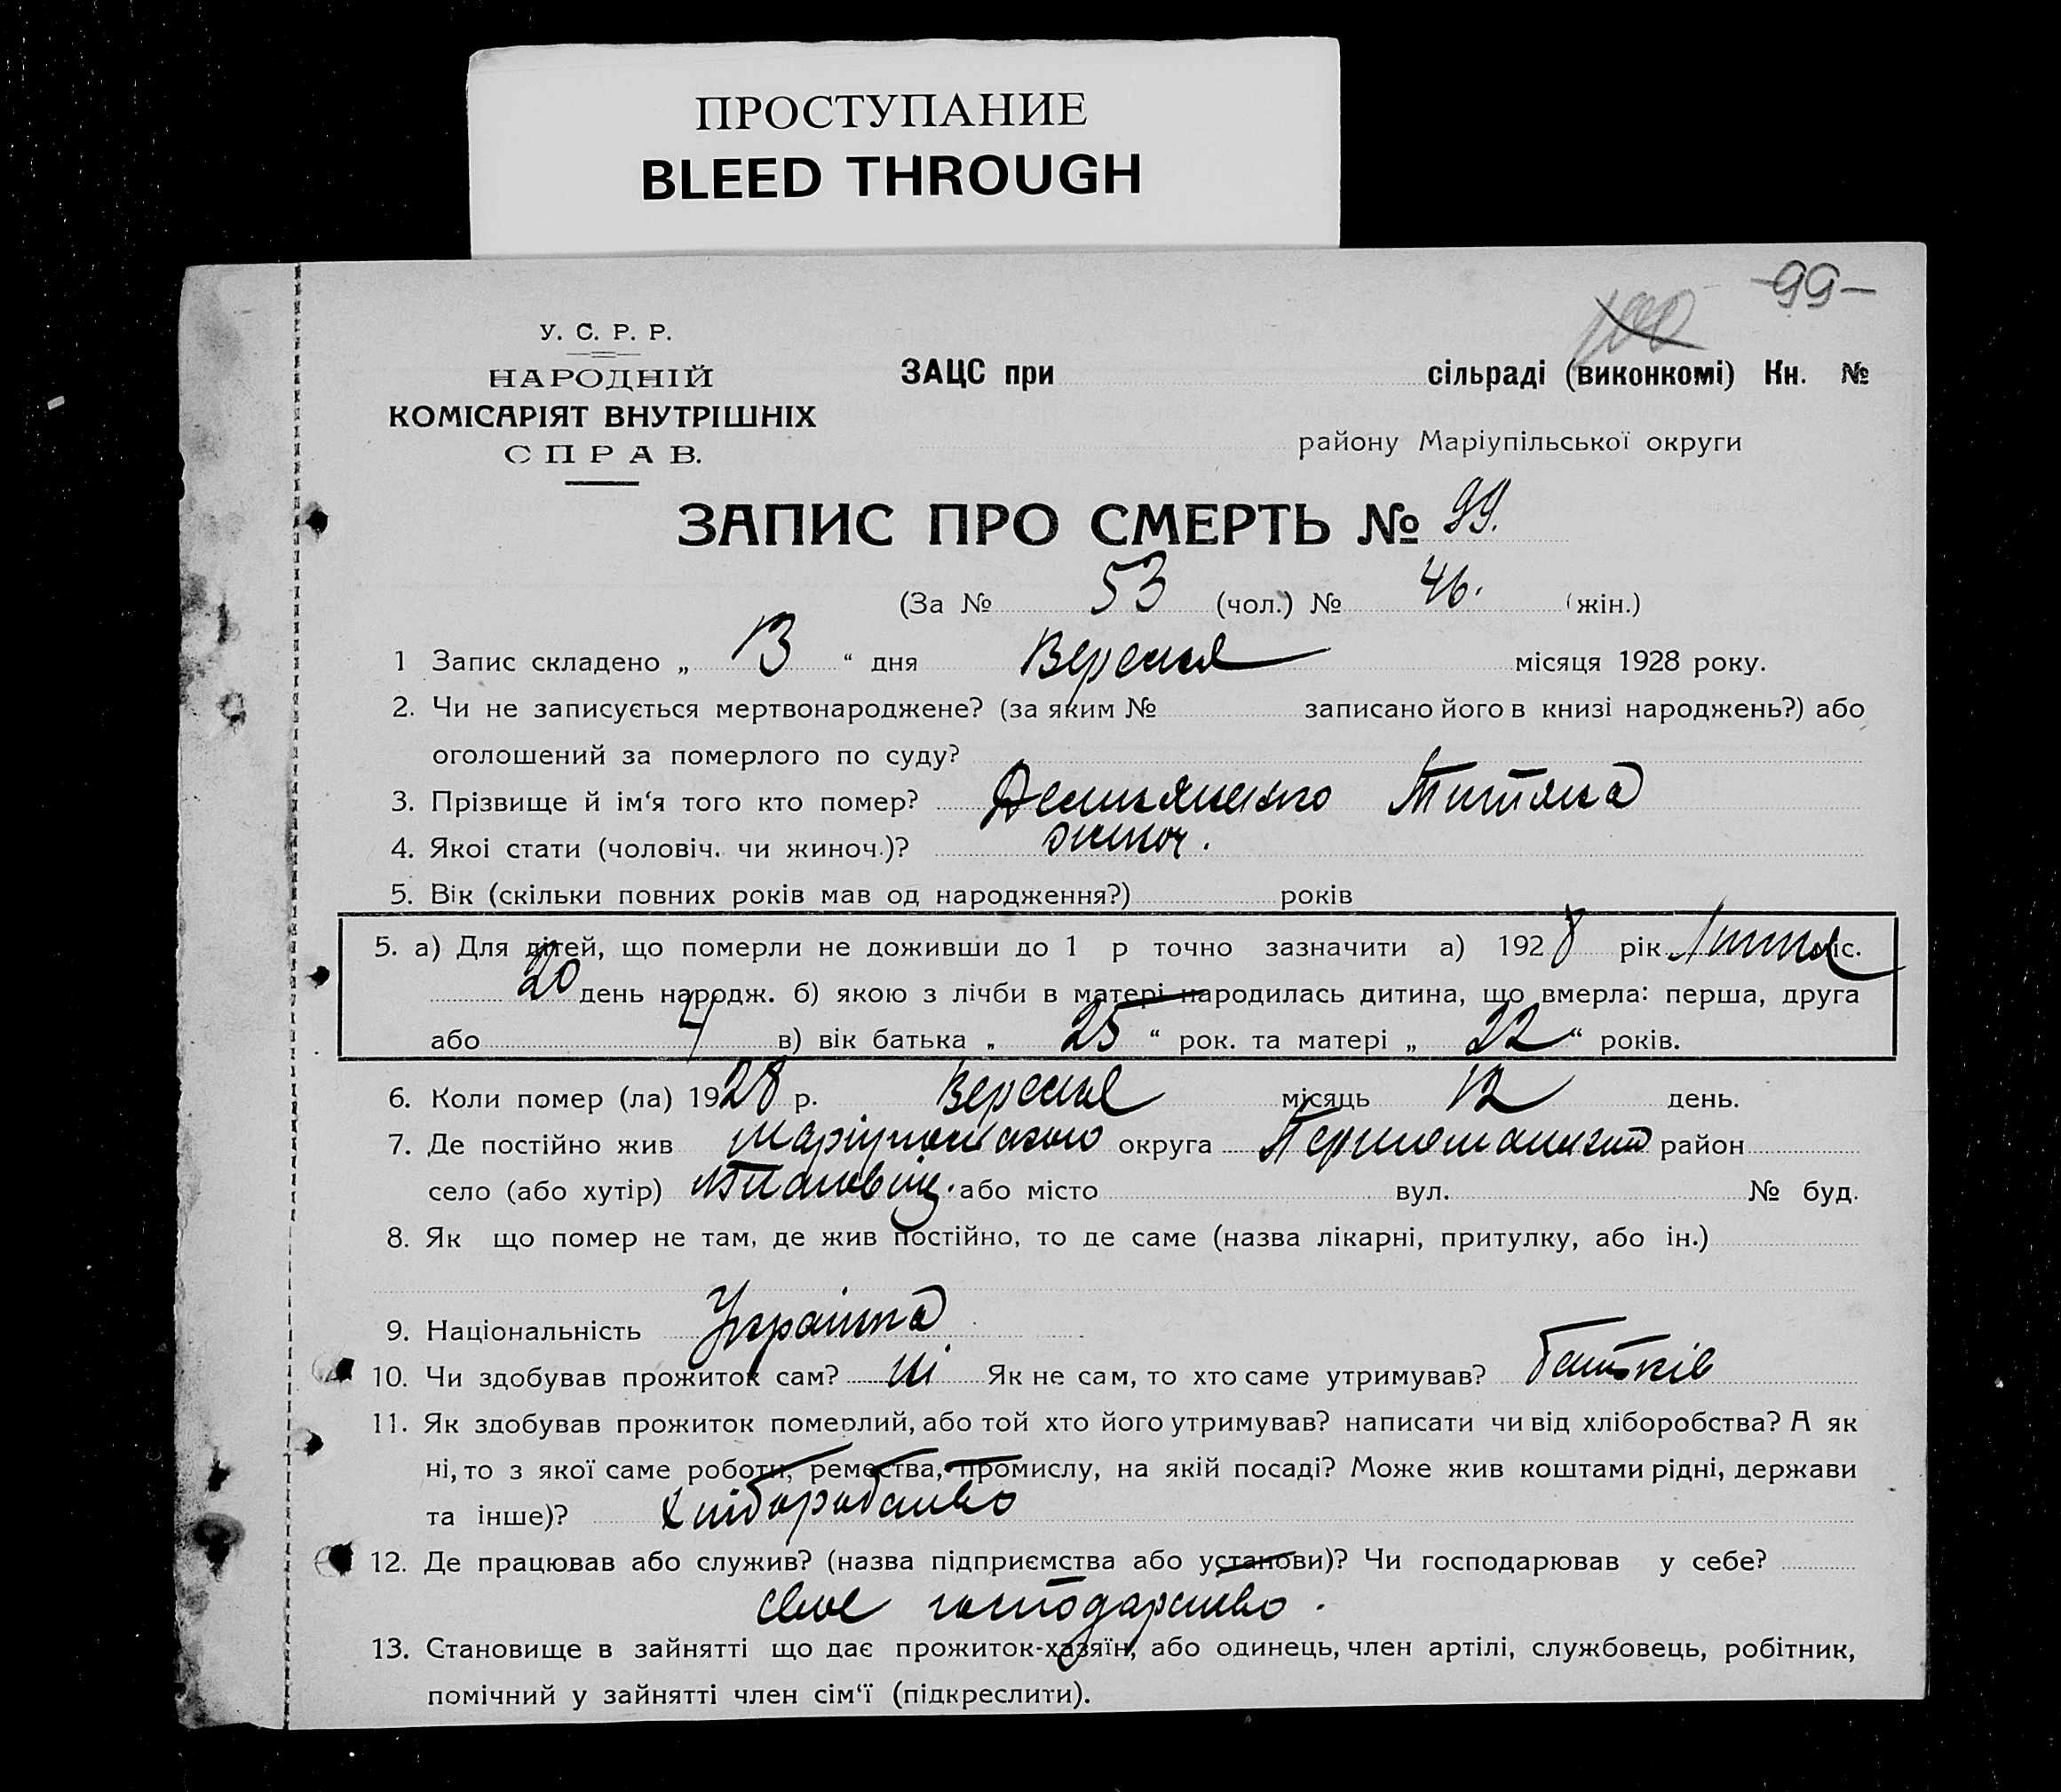 ПРОСТУПАНИЕ
BLEED THROUGH
-99-
100
У. С. Р. Р.
НАРОДНІЙ
КОМІСАРІЯТ ВНУТРІШНІХ
СПРАВ.
ЗАЦС при сільраді (виконкомі) Кн. №
району Маріупільської округи
ЗАПИС ПРО СМЕРТЬ № 99.
(За № 53 (чол.) № 46. (жін.)
1 Запис складено „ 13 “ дня Вересня місяця 1928 року.
2. Чи не записується мертвонароджене? (за яким № записано його в книзі народжень?) або
оголошений за померлого по суду?
3. Прізвище й ім‘я того кто помер? Демьяненко Титяна
4. Якоі стати (чоловіч. чи жиноч.)? жиноч.
5. Вік (скільки повних років мав од народження?) років
5. а) Для дітей, що померли не доживши до 1 р точно зазначити а) 1928 рік Липня міс.
20 день народж. б) якою з лічби в матері народилась дитина, що вмерла: перша, друга
або 4 в) вік батька „ 25 “ рок. та матері „ 22 “ років.
6. Коли помер (ла) 1928 р. Вересня місяць 12 день.
7. Де постійно жив Маріупольського округа район
село (або хутір) або місто вул. № буд.
8. Як що помер не там, де жив постійно, то де саме (назва лікарні, притулку, або ін.)
9. Національність Українка
10. Чи здобував прожиток сам? ні Як не сам, то хто саме утримував? батьків
11. Як здобував прожиток померлий, або той хто його утримував? написати чи від хліборобства? А як
ні, то з якої саме роботи, ремества, промислу, на якій посаді? Може жив коштами рідні, держави
та інше)? Хліборобство
12. Де працював або служив? (назва підприємства або установи)? Чи господарював у себе?
своє господарство.
13. Становище в зайнятті що дає прожиток-хазяїн, або одинець, член артілі, службовець, робітник,
помічний у зайнятті член сім‘ї (підкреслити).